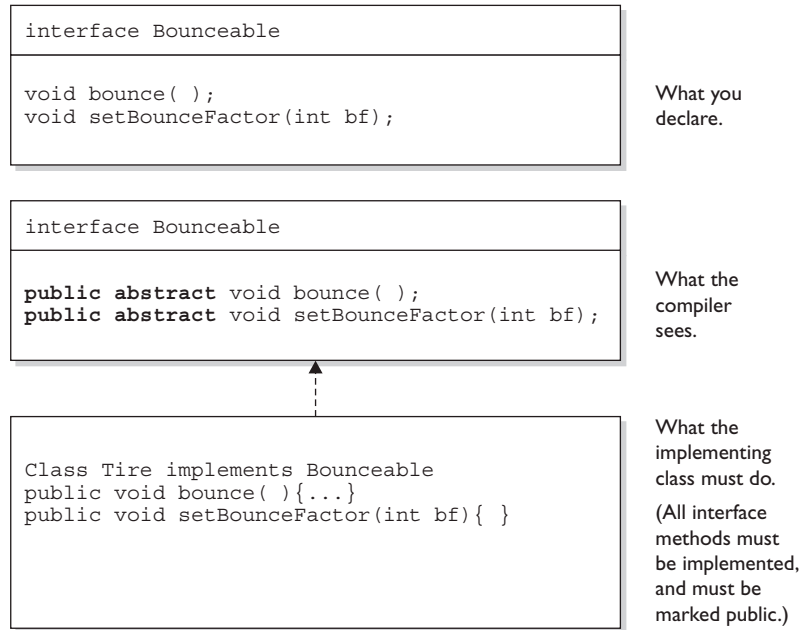 interface Bounceable
void bounce( );
void setBounceFactor(int bf);
What you
declare.
interface Bounceable
public abstract void bounce( );
public abstract void setBounceFactor(int bf);
What the
compiler
sees.
Class Tire implements Bounceable
public void bounce( ){...}
public void setBounceFactor(int bf){ }
What the
implementing
class must do.
(All interface
methods must
be implemented,
and must be
marked public.)